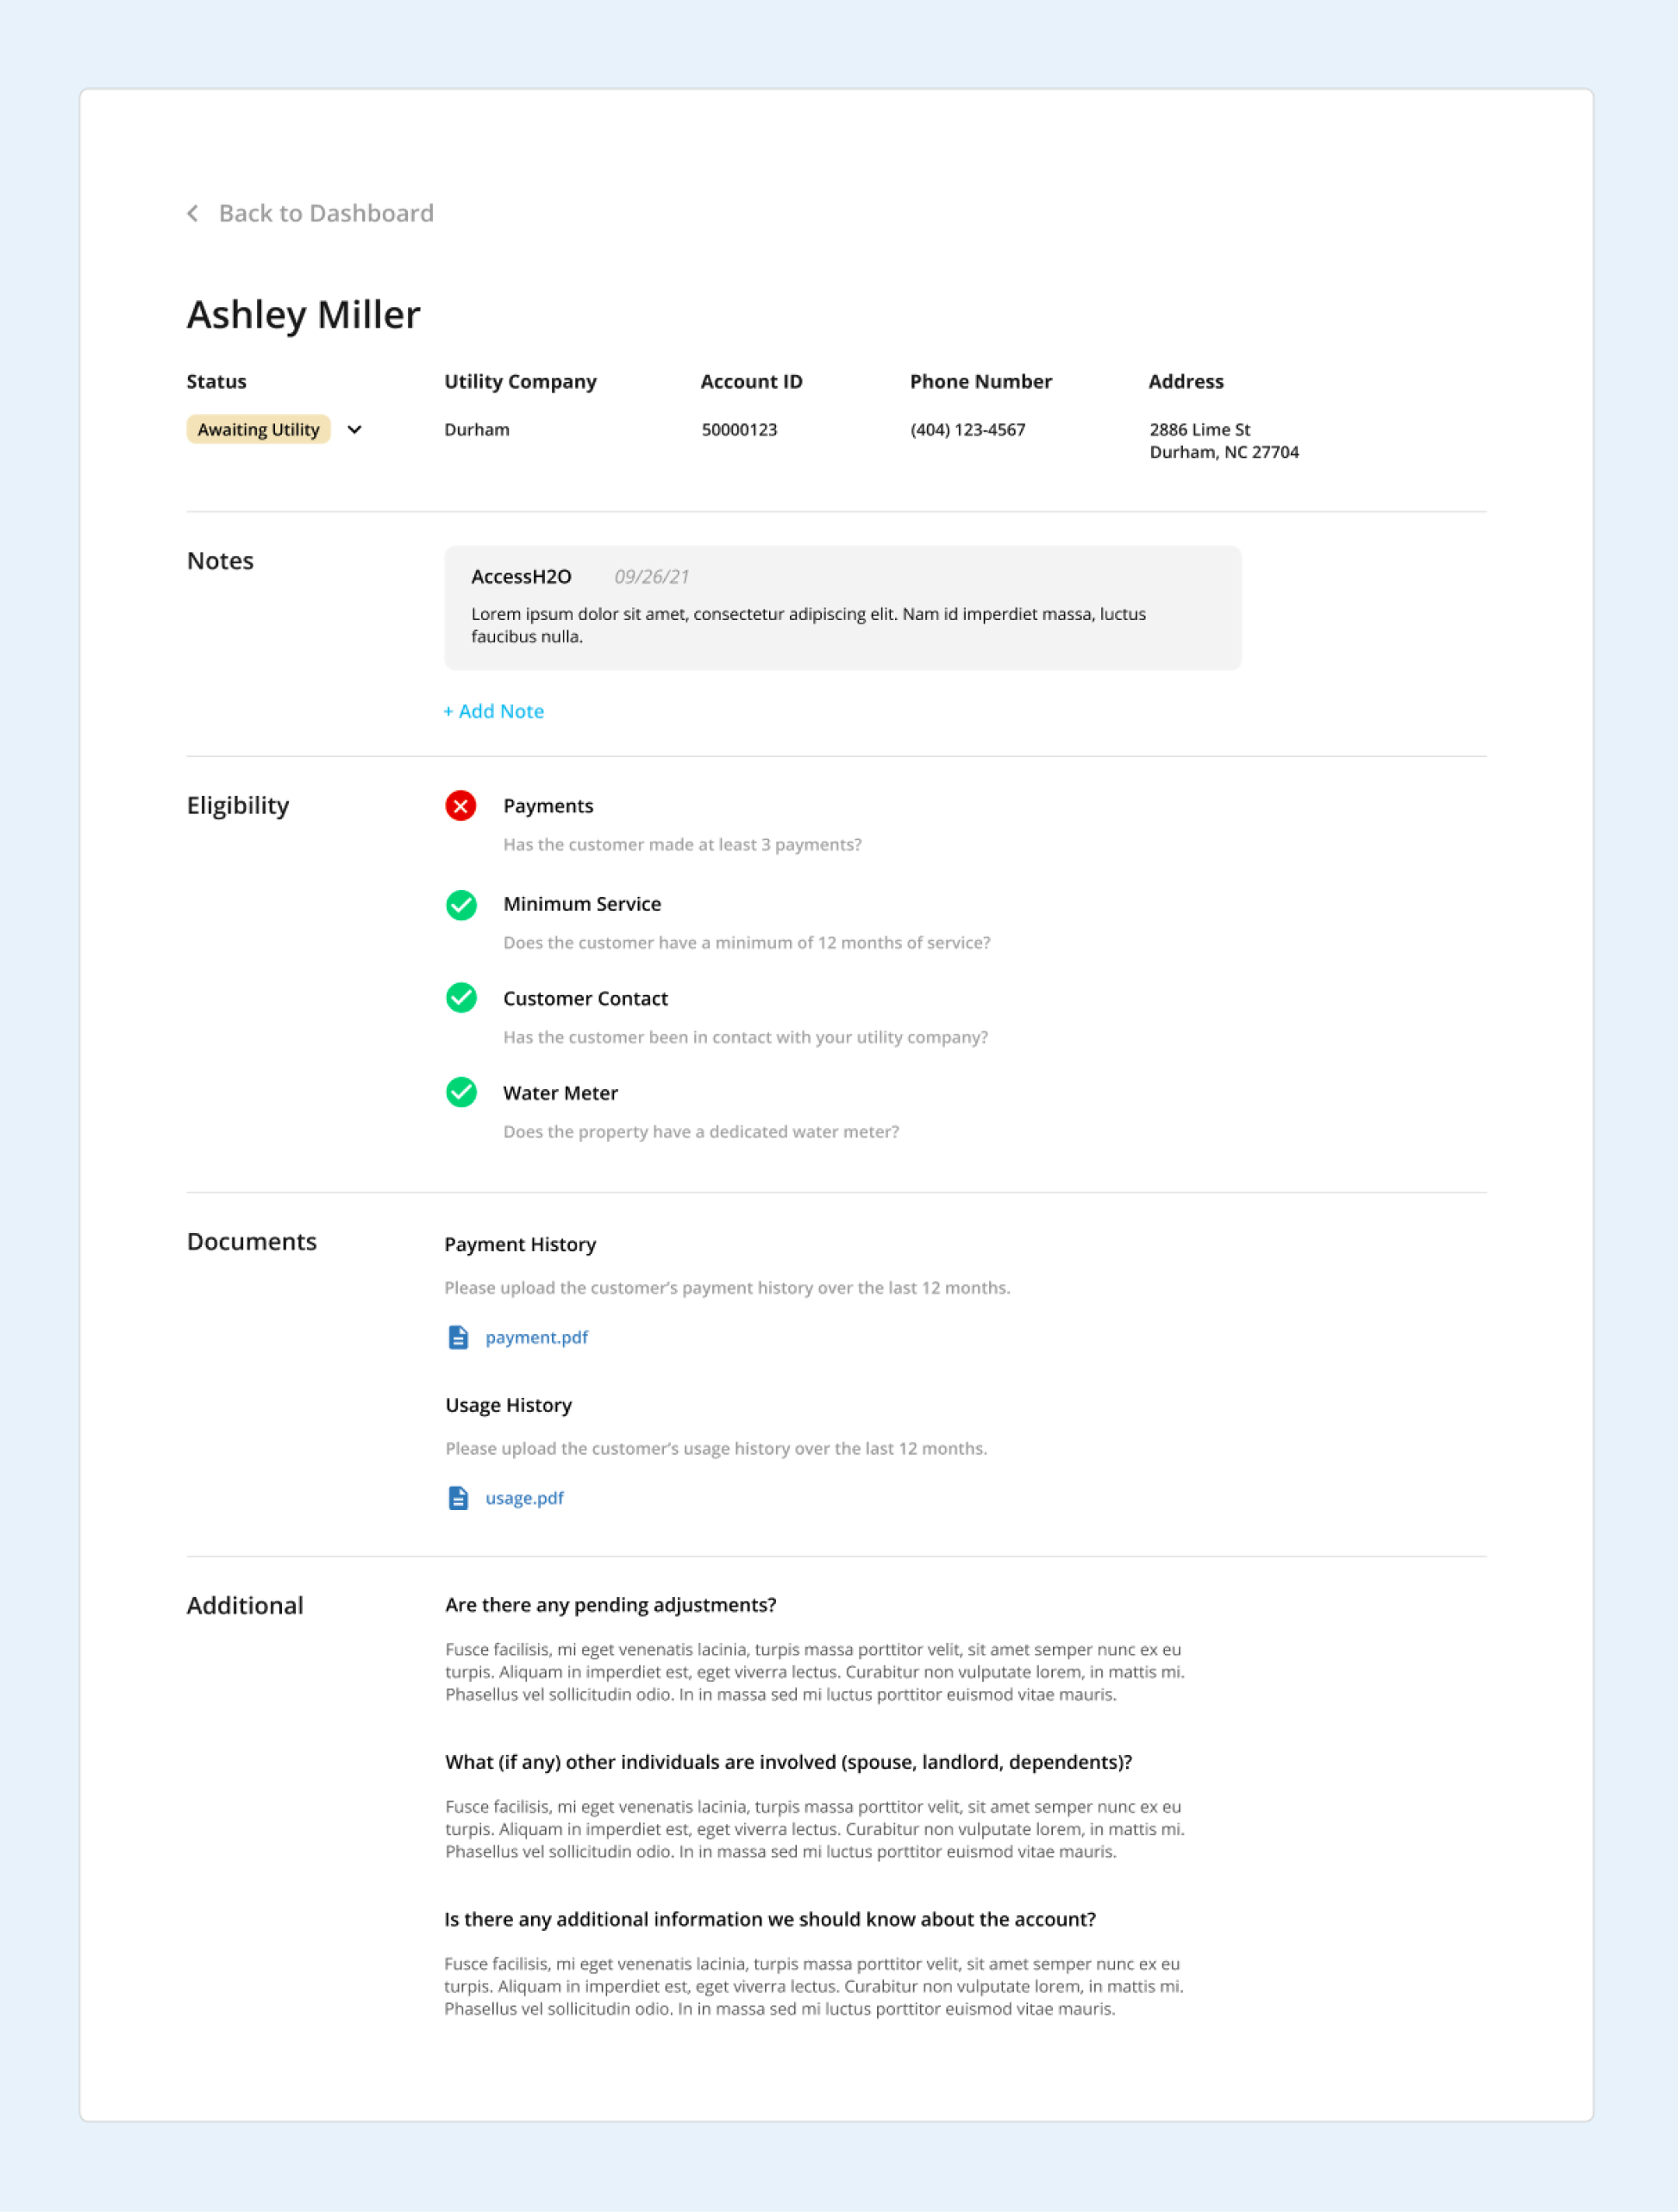 Back to Dashboard
Ashley Miller
Status
Utility Company
Account ID
Phone Number
Address
Awaiting Utility
Durham
50000123
(404) 123-4567
2886 Lime St
Durham, NC 27704
Notes
AccessH2O 09/26/21
Lorem ipsum dolor sit amet, consectetur adipiscing elit. Nam id imperdiet massa, luctus
faucibus nulla.
+ Add Note
Eligibility
Payments
Has the customer made at least 3 payments?
Minimum Service
Does the customer have a minimum of 12 months of service?
Customer Contact
Has the customer been in contact with your utility company?
Water Meter
Does the property have a dedicated water meter?
Documents
Payment History
Please upload the customer’s payment history over the last 12 months.
payment.pdf
Usage History
Please upload the customer’s usage history over the last 12 months.
usage.pdf
Additional
Are there any pending adjustments?
Fusce facilisis, mi eget venenatis lacinia, turpis massa porttitor velit, sit amet semper nunc ex eu
turpis. Aliquam in imperdiet est, eget viverra lectus. Curabitur non vulputate lorem, in mattis mi.
Phasellus vel sollicitudin odio. In in massa sed mi luctus porttitor euismod vitae mauris.
What (if any) other individuals are involved (spouse, landlord, dependents)?
Fusce facilisis, mi eget venenatis lacinia, turpis massa porttitor velit, sit amet semper nunc ex eu
turpis. Aliquam in imperdiet est, eget viverra lectus. Curabitur non vulputate lorem, in mattis mi.
Phasellus vel sollicitudin odio. In in massa sed mi luctus porttitor euismod vitae mauris.
Is there any additional information we should know about the account?
Fusce facilisis, mi eget venenatis lacinia, turpis massa porttitor velit, sit amet semper nunc ex eu
turpis. Aliquam in imperdiet est, eget viverra lectus. Curabitur non vulputate lorem, in mattis mi.
Phasellus vel sollicitudin odio. In in massa sed mi luctus porttitor euismod vitae mauris.